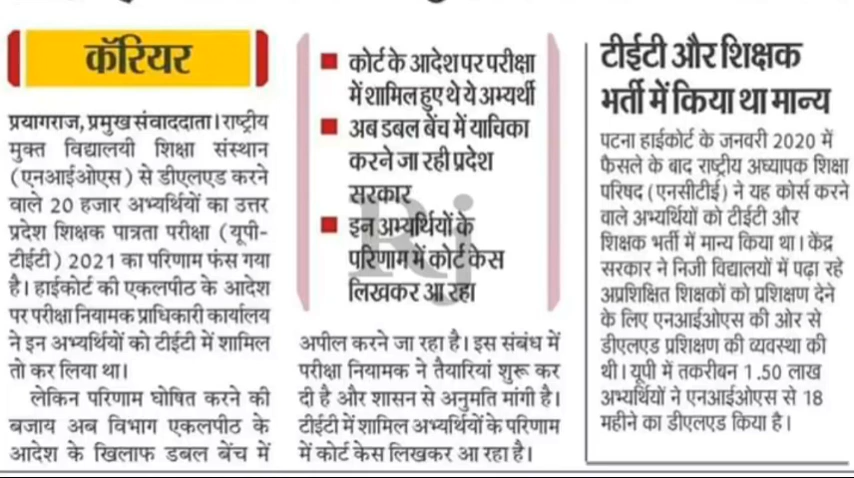 कॅरियर
प्रयागराज, प्रमुख संवाददाता। राष्ट्रीय
मुक्त विद्यालयी शिक्षा संस्थान
(एनआईओएस) से डीएलएड करने
वाले 20 हजार अभ्यर्थियों का उत्तर
प्रदेश शिक्षक पात्रता परीक्षा (यूपी-
टीईटी) 2021 का परिणाम फंस गया
है। हाईकोर्ट की एकलपीठ के आदेश
पर परीक्षा नियामक प्राधिकारी कार्यालय
ने इन अभ्यर्थियों को टीईटी में शामिल
तो कर लिया था।
लेकिन परिणाम घोषित करने की
बजाय अब विभाग एकलपीठ के
आदेश के खिलाफ डबल बेंच में
कोर्ट के आदेश पर परीक्षा
में शामिल हुए थे ये अभ्यर्थी
अब डबल बेंच में याचिका
करने जा रही प्रदेश
सरकार
इन अभ्यर्थियों के
परिणाम में कोर्ट केस
लिखकर आ रहा
Rj
अपील करने जा रहा है। इस संबंध में
परीक्षा नियामक ने तैयारियां शुरू कर
दी है और शासन से अनुमति मांगी है।
टीईटी में शामिल अभ्यर्थियों के परिणाम
में कोर्ट केस लिखकर आ रहा है।
टीईटी और शिक्षक
भर्ती में किया था मान्य
पटना हाईकोर्ट के जनवरी 2020 में
फैसले के बाद राष्ट्रीय अध्यापक शिक्षा
परिषद (एनसीटीई) ने यह कोर्स करने
वाले अभ्यर्थियों को टीईटी और
शिक्षक भर्ती में मान्य किया था। केंद्र
सरकार ने निजी विद्यालयों में पढ़ा रहे
अप्रशिक्षित शिक्षकों को प्रशिक्षण देने
के लिए एनआईओएस की ओर से
डीएलएड प्रशिक्षण की व्यवस्था की
थी। यूपी में तकरीबन 1.50 लाख
अभ्यर्थियों ने एनआईओएस से 18
महीने का डीएलएड किया है।